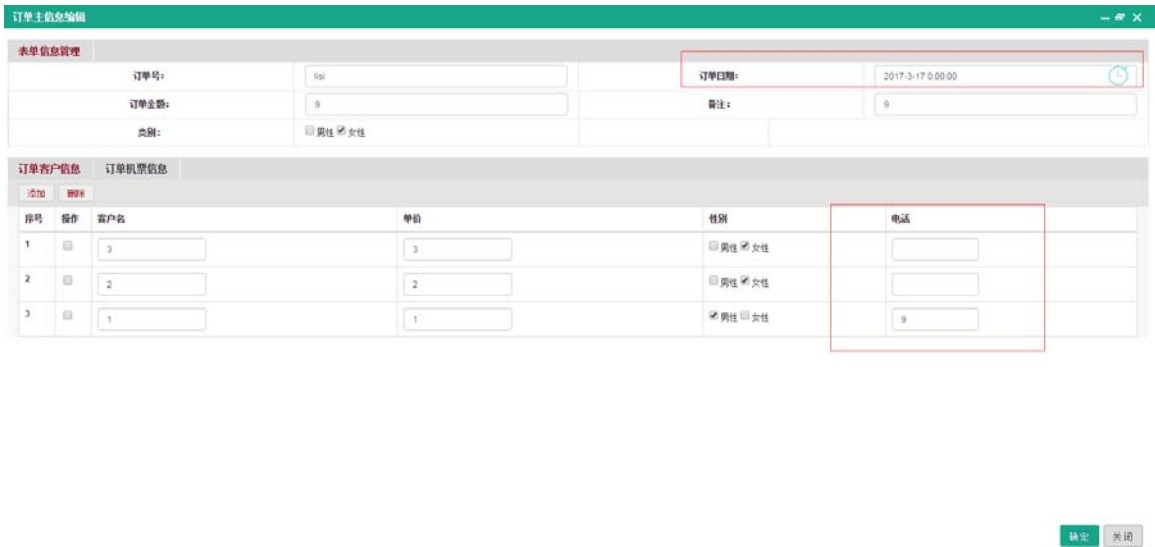 订单主信息编辑
表单信息管理
订单号: lisi 订单日期: 2017-3-17 0:00:00
订单金额: 9 备注: 9
类别: 男性 女性
订单客户信息 订单机票信息
添加 删除
序号 操作 客户名 单价 性别 电话
1 3 3 男性 女性
2 2 2 男性 女性
3 1 1 男性 女性 9
确定 关闭